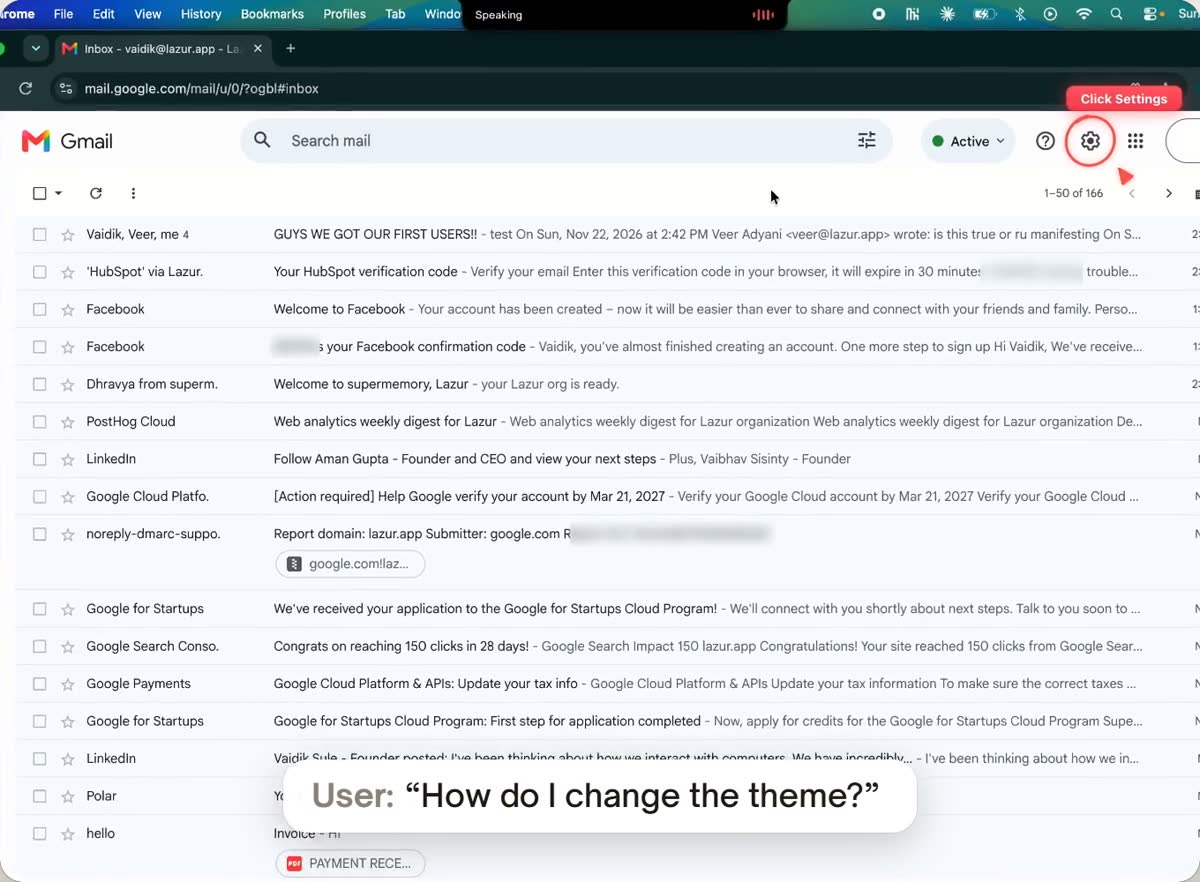 rome File Edit View History Bookmarks Profiles Tab Windo Speaking Sun
Inbox - vaidik@lazur.app - La
mail.google.com/mail/u/0/?ogbl#inbox
Click Settings
Gmail Search mail Active
1–50 of 166
Vaidik, Veer, me 4 GUYS WE GOT OUR FIRST USERS!! - test On Sun, Nov 22, 2026 at 2:42 PM Veer Adyani <veer@lazur.app> wrote: is this true or ru manifesting On S...
'HubSpot' via Lazur. Your HubSpot verification code - Verify your email Enter this verification code in your browser, it will expire in 30 minutes trouble...
Facebook Welcome to Facebook - Your account has been created – now it will be easier than ever to share and connect with your friends and family. Perso...
Facebook s your Facebook confirmation code - Vaidik, you've almost finished creating an account. One more step to sign up Hi Vaidik, We've receive...
Dhravya from superm. Welcome to supermemory, Lazur - your Lazur org is ready.
PostHog Cloud Web analytics weekly digest for Lazur - Web analytics weekly digest for Lazur organization Web analytics weekly digest for Lazur organization De...
LinkedIn Follow Aman Gupta - Founder and CEO and view your next steps - Plus, Vaibhav Sisinty - Founder
Google Cloud Platfo. [Action required] Help Google verify your account by Mar 21, 2027 - Verify your Google Cloud account by Mar 21, 2027 Verify your Google Cloud ...
noreply-dmarc-suppo. Report domain: lazur.app Submitter: google.com R
google.com!laz...
Google for Startups We've received your application to the Google for Startups Cloud Program! - We'll connect with you shortly about next steps. Talk to you soon to ...
Google Search Conso. Congrats on reaching 150 clicks in 28 days! - Google Search Impact 150 lazur.app Congratulations! Your site reached 150 clicks from Google Sear...
Google Payments Google Cloud Platform & APIs: Update your tax info - Google Cloud Platform & APIs Update your tax information To make sure the correct taxes ...
Google for Startups Google for Startups Cloud Program: First step for application completed - Now, apply for credits for the Google for Startups Cloud Program Supe...
LinkedIn Vaidik Sule - Founder posted: I've been thinking about how we interact with computers. We have incredibly... - I've been thinking about how we in...
Polar Yo
User: “How do I change the theme?”
hello Invoice - Hi
PDF PAYMENT RECE...